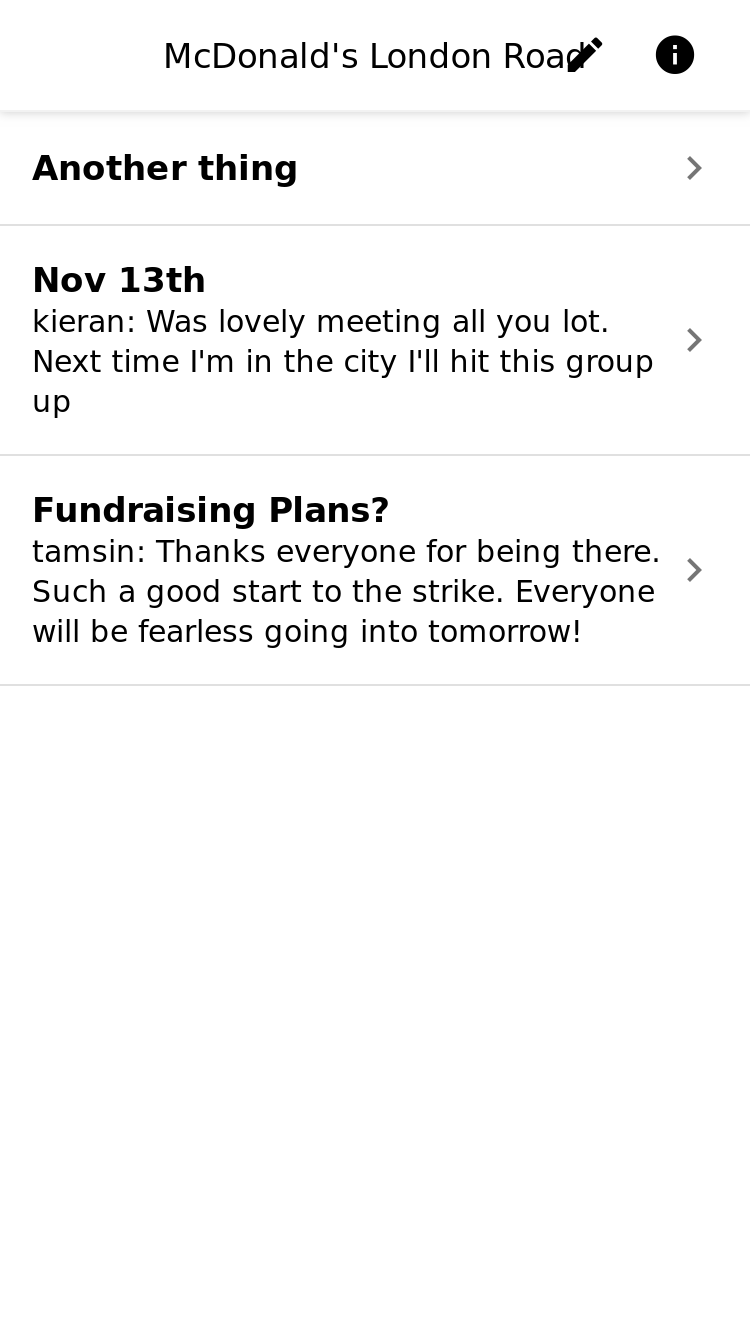 McDonald's London Road
Another thing
Nov 13th
kieran: Was lovely meeting all you lot.
Next time I'm in the city I'll hit this group
up
Fundraising Plans?
tamsin: Thanks everyone for being there.
Such a good start to the strike. Everyone
will be fearless going into tomorrow!